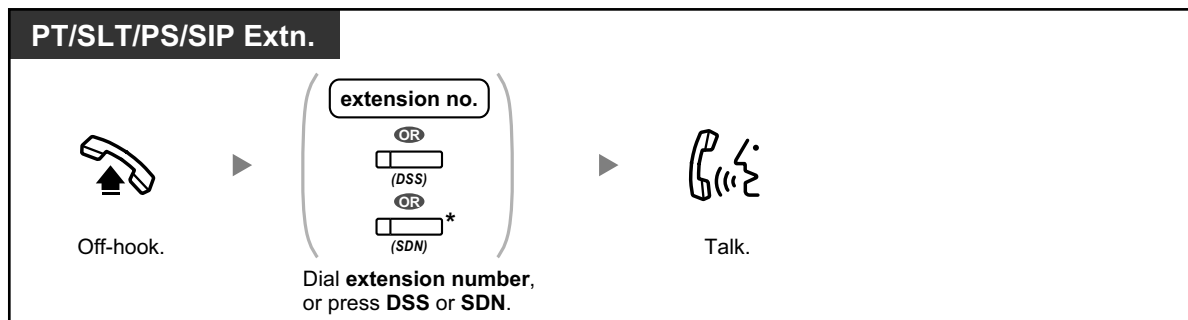 PT/SLT/PS/SIP Extn.
extension no.
OR
(DSS)
OR
*
(SDN)
Off-hook.
Dial extension number,
or press DSS or SDN.
Talk.